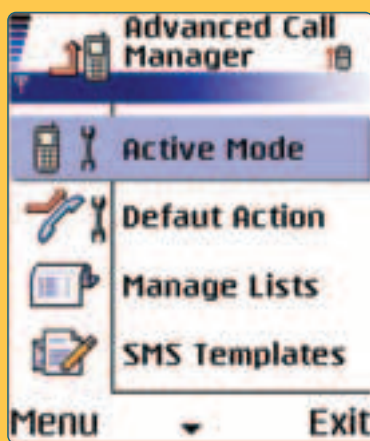 Advanced Call
Manager
Active Mode
Defaut Action
Manage Lists
SMS Templates
Menu Exit